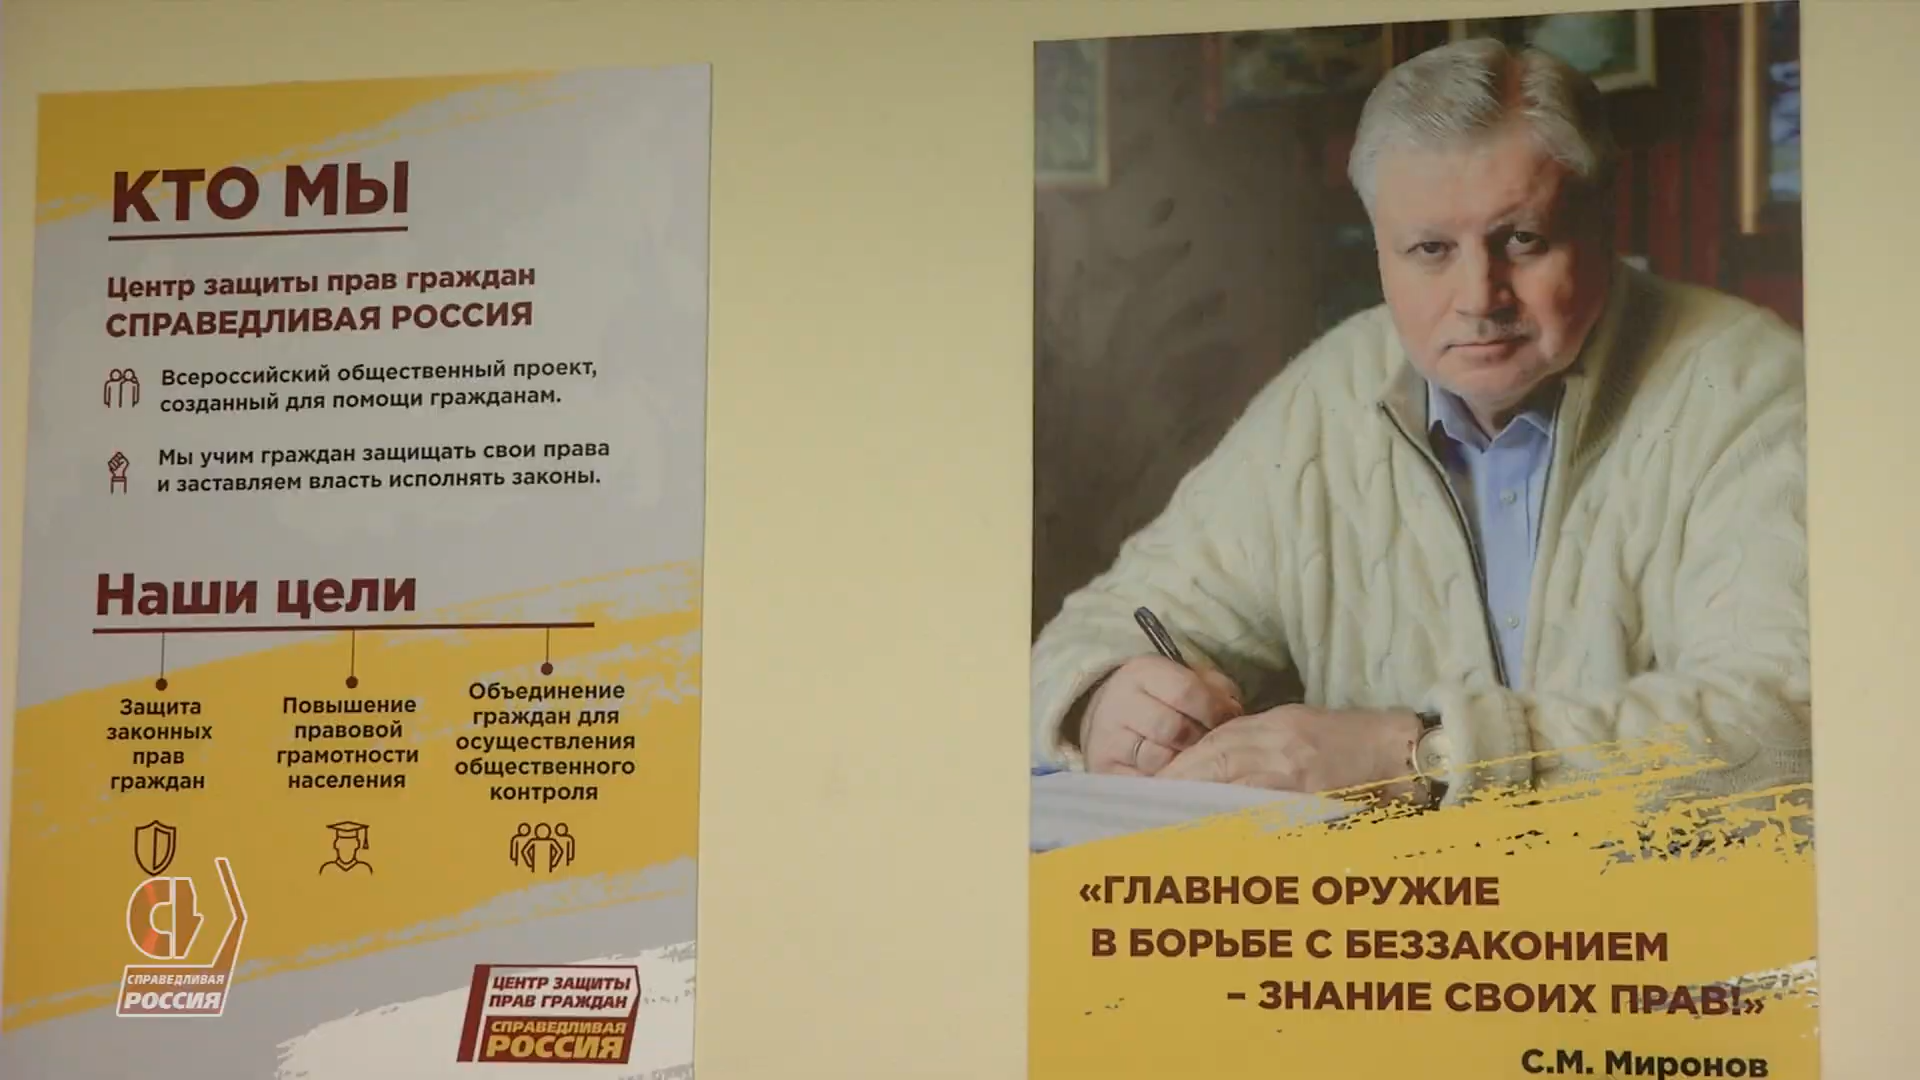 КТО МЫ
Центр защиты прав граждан
СПРАВЕДЛИВАЯ РОССИЯ
Всероссийский общественный проект,
созданный для помощи гражданам.
Мы учим граждан защищать свои права
и заставляем власть исполнять законы.
Наши цели
Защита
законных
прав
граждан
Повышение
правовой
грамотности
населения
Объединение
граждан для
осуществления
общественного
контроля
СПРАВЕДЛИВАЯ
РОССИЯ
ЦЕНТР ЗАЩИТЫ
ПРАВ ГРАЖДАН
СПРАВЕДЛИВАЯ
РОССИЯ
«ГЛАВНОЕ ОРУЖИЕ
В БОРЬБЕ С БЕЗЗАКОНИЕМ
– ЗНАНИЕ СВОИХ ПРАВ!»
С.М. Миронов